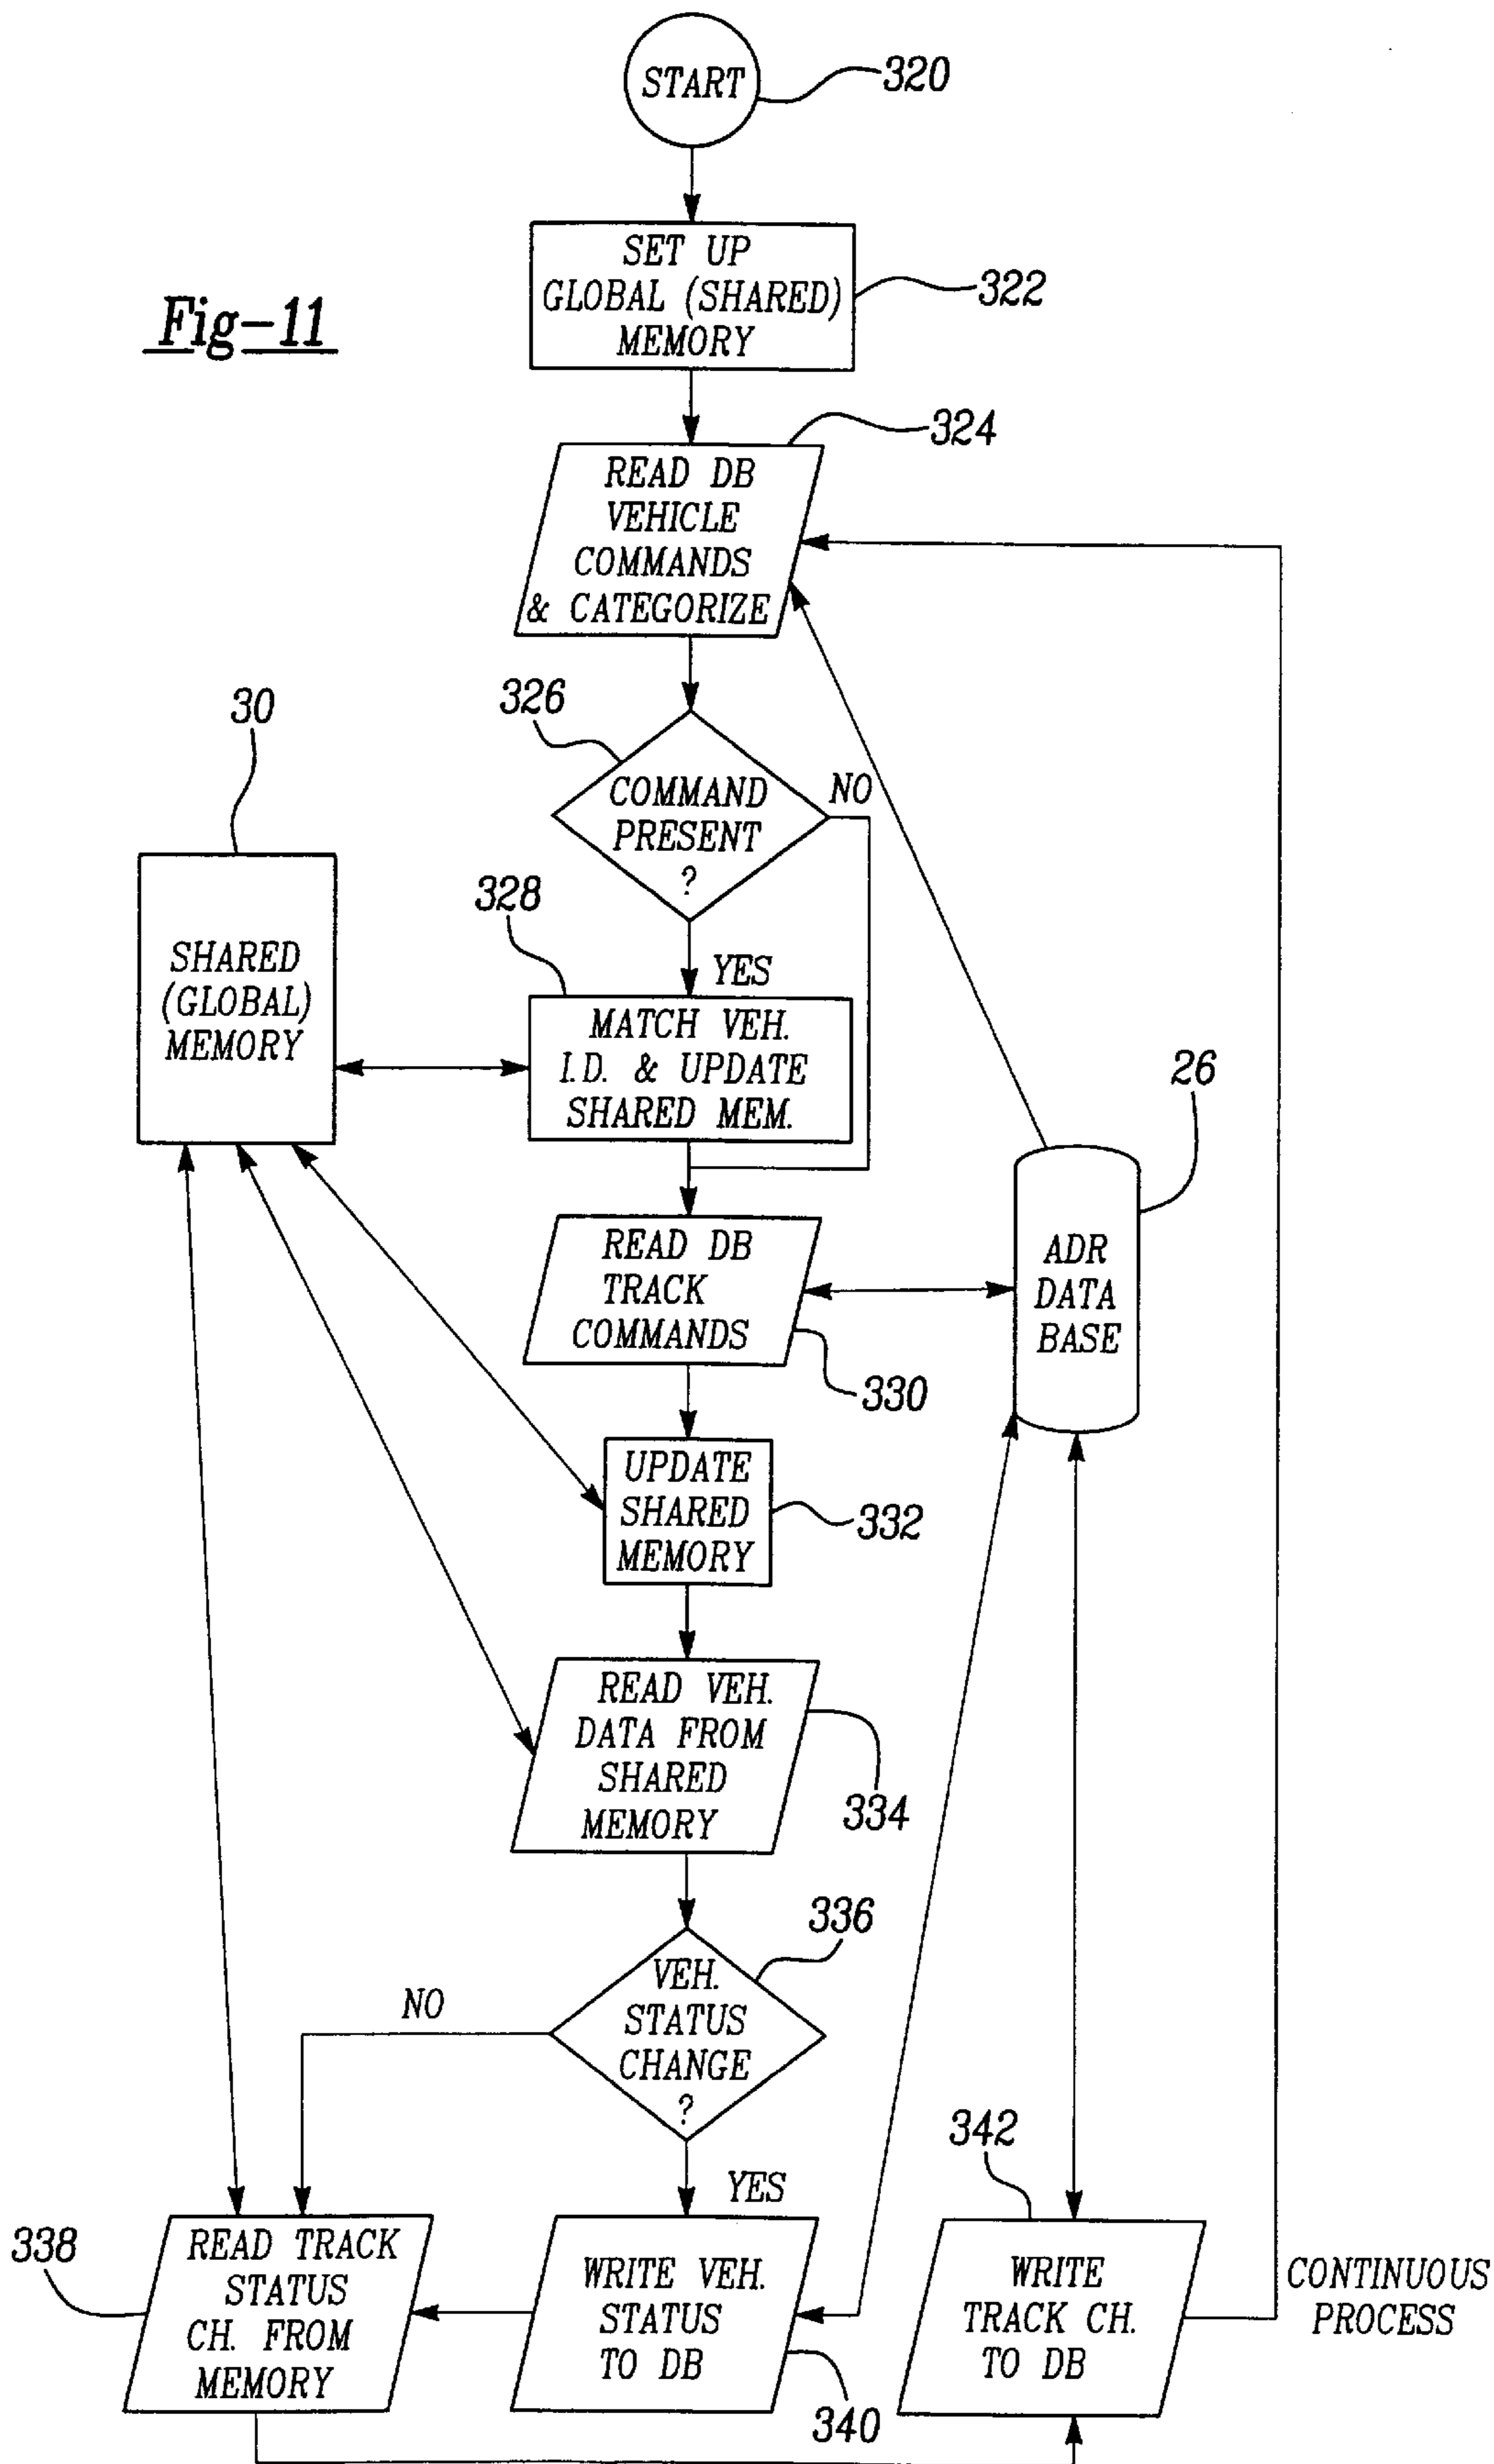 START
320
SET UP
GLOBAL (SHARED)
MEMORY
322
Fig-11
324
READ DB
VEHICLE
COMMANDS
& CATEGORIZE
326
COMMAND
PRESENT
?
NO
YES
30
SHARED
(GLOBAL)
MEMORY
328
MATCH VEH.
I.D. & UPDATE
SHARED MEM.
26
ADR
DATA
BASE
READ DB
TRACK
COMMANDS
330
UPDATE
SHARED
MEMORY
332
READ VEH.
DATA FROM
SHARED
MEMORY
334
336
VEH.
STATUS
CHANGE
?
NO
YES
338
READ TRACK
STATUS
CH. FROM
MEMORY
WRITE VEH.
STATUS
TO DB
340
342
WRITE
TRACK CH.
TO DB
CONTINUOUS
PROCESS